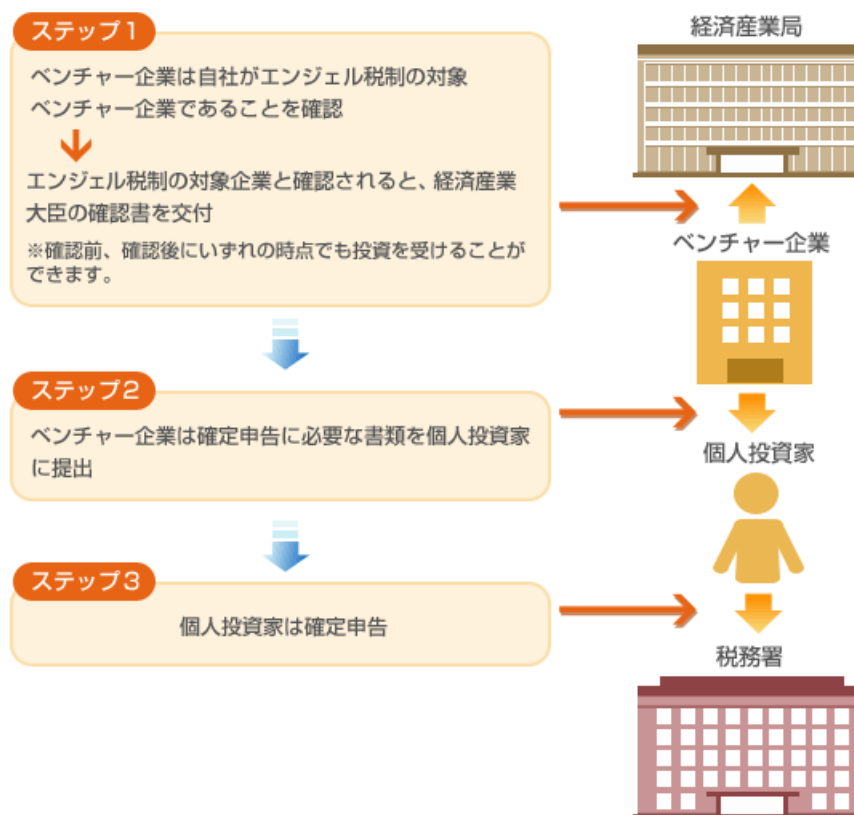 ステップ1
ベンチャー企業は自社がエンジェル税制の対象
ベンチャー企業であることを確認
エンジェル税制の対象企業と確認されると、経済産業
大臣の確認書を交付
※確認前、確認後にいずれの時点でも投資を受けることが
できます。
経済産業局
ベンチャー企業
ステップ2
ベンチャー企業は確定申告に必要な書類を個人投資家
に提出
個人投資家
ステップ3
個人投資家は確定申告
税務署